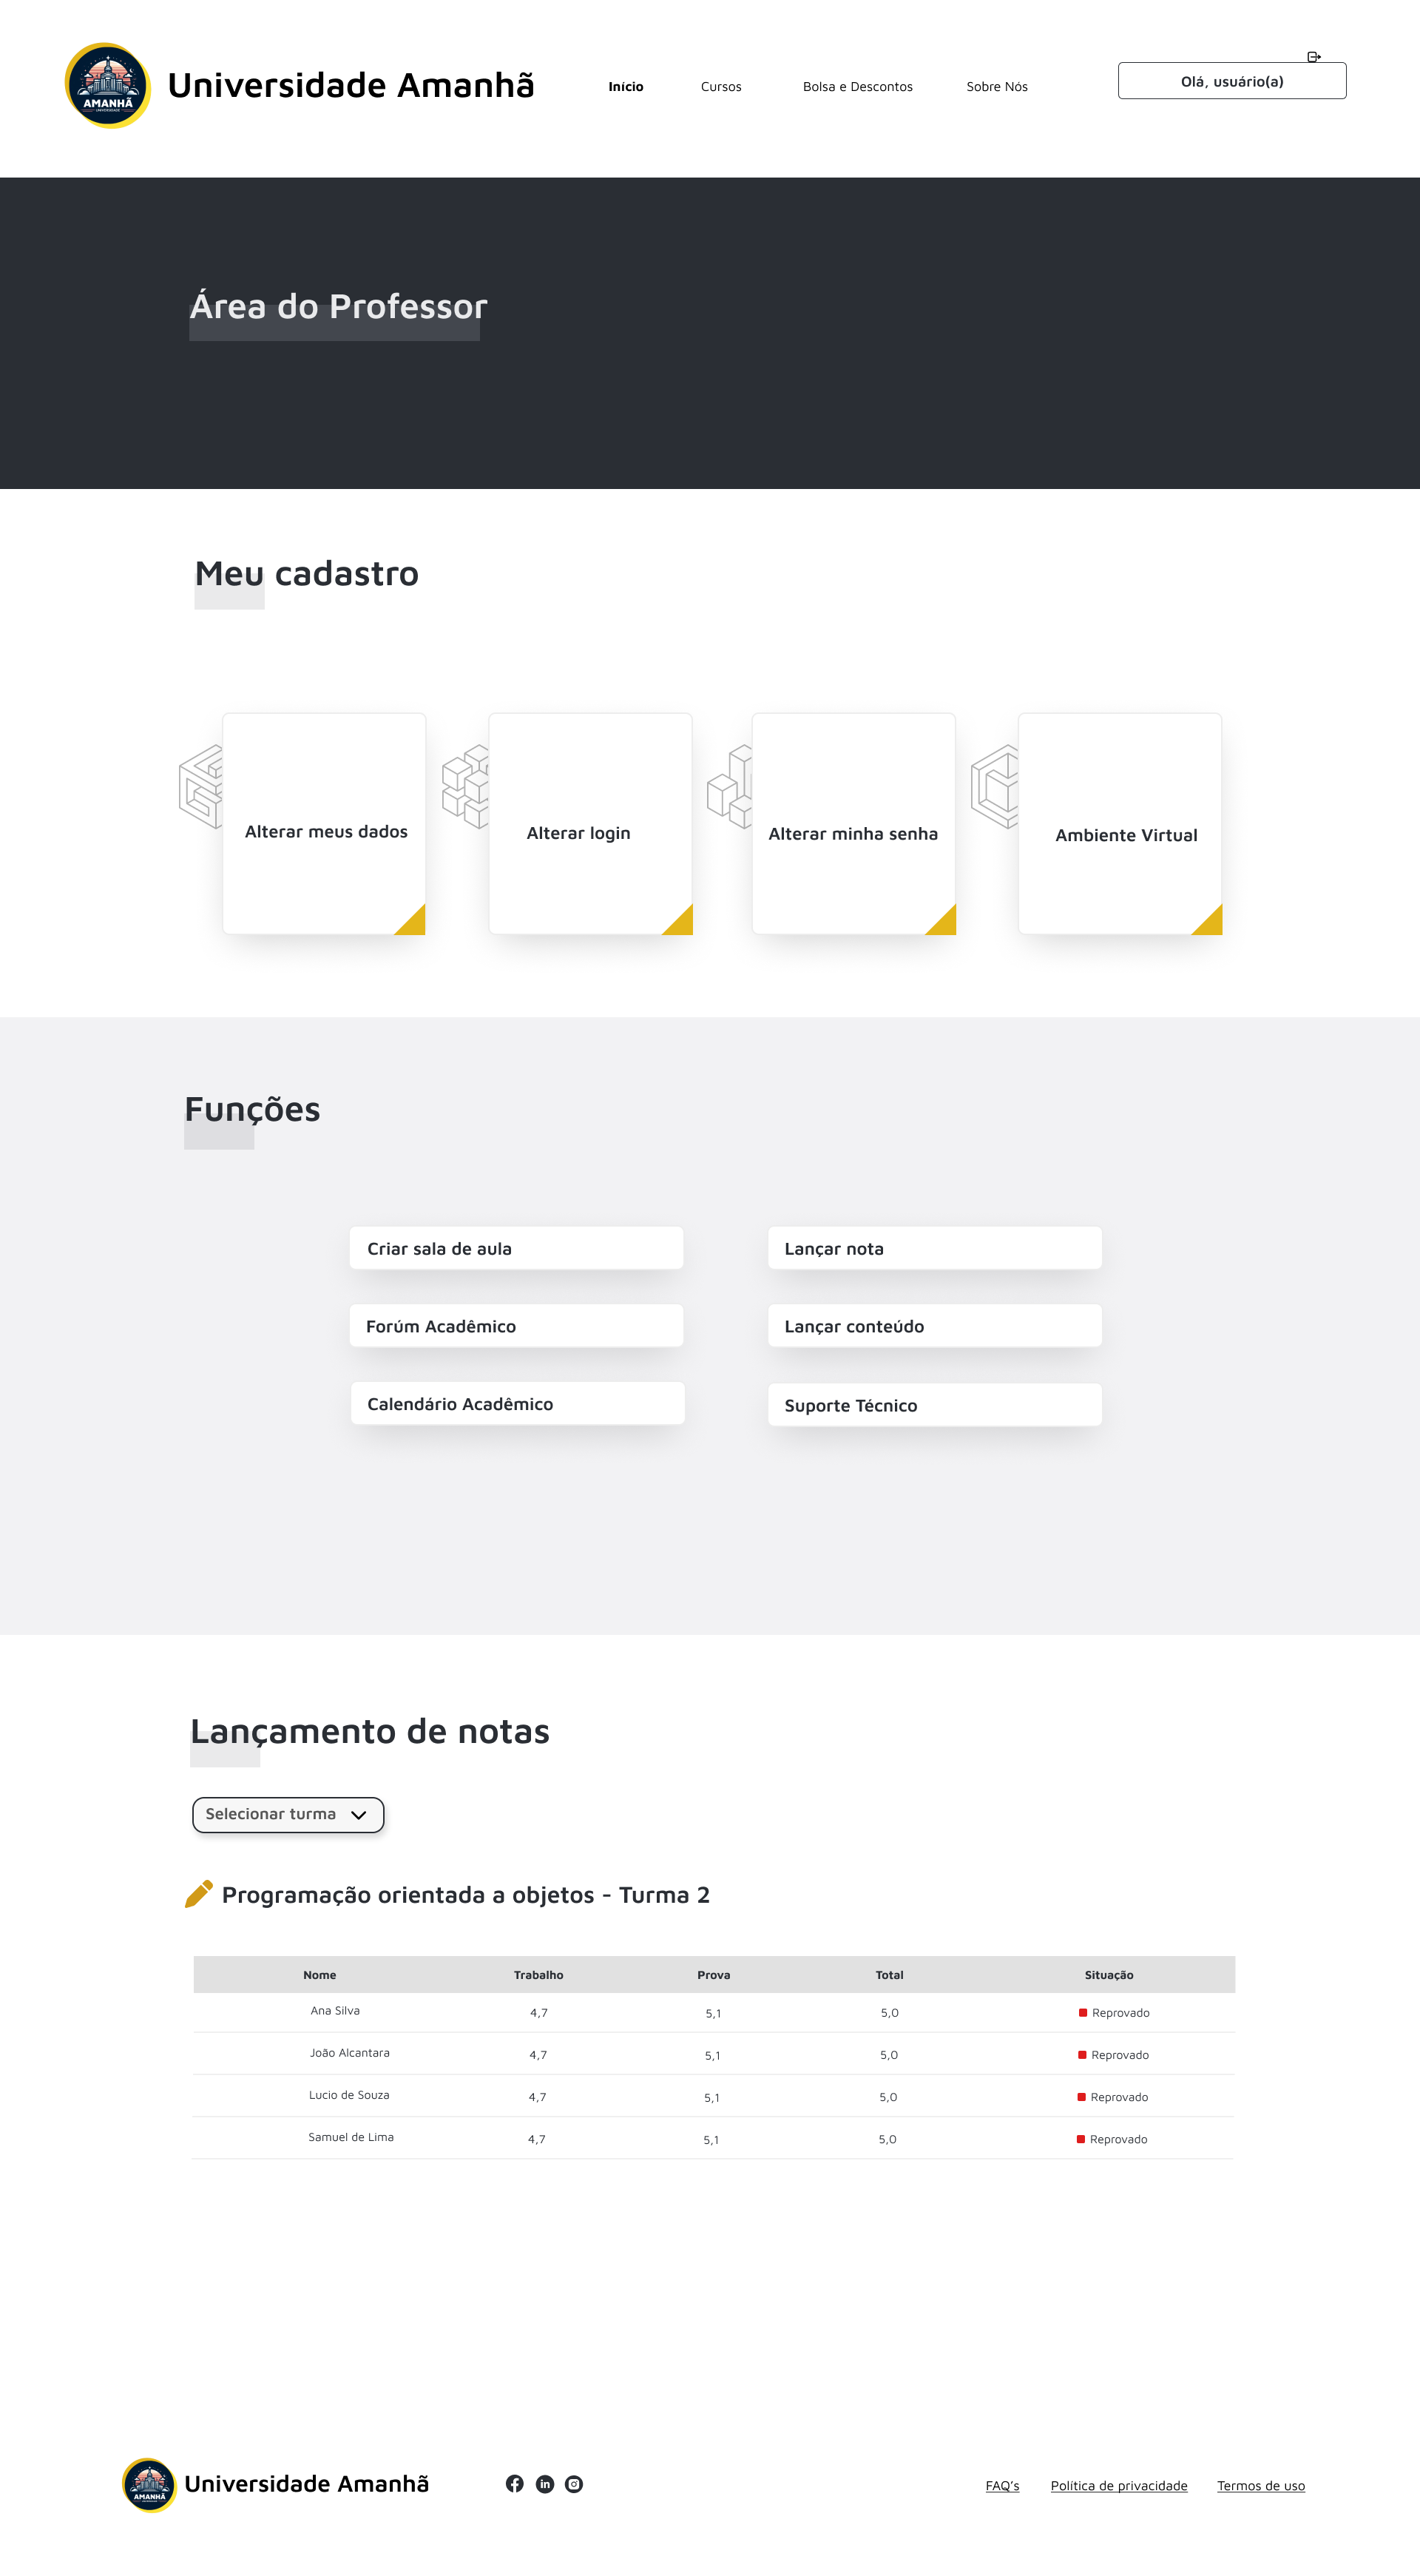 AMANHÃ
UNIVERSIDADE
Universidade Amanhã
Início
Cursos
Bolsa e Descontos
Sobre Nós
Olá, usuário(a)
Área do Professor
Meu cadastro
Alterar meus dados
Alterar login
Alterar minha senha
Ambiente Virtual
Funções
Criar sala de aula
Lançar nota
Forúm Acadêmico
Lançar conteúdo
Calendário Acadêmico
Suporte Técnico
Lançamento de notas
Selecionar turma
Programação orientada a objetos - Turma 2
Nome Trabalho Prova Total Situação
Ana Silva 4,7 5,1 5,0 Reprovado
João Alcantara 4,7 5,1 5,0 Reprovado
Lucio de Souza 4,7 5,1 5,0 Reprovado
Samuel de Lima 4,7 5,1 5,0 Reprovado
AMANHÃ
Universidade Amanhã
in
FAQ's
Política de privacidade
Termos de uso